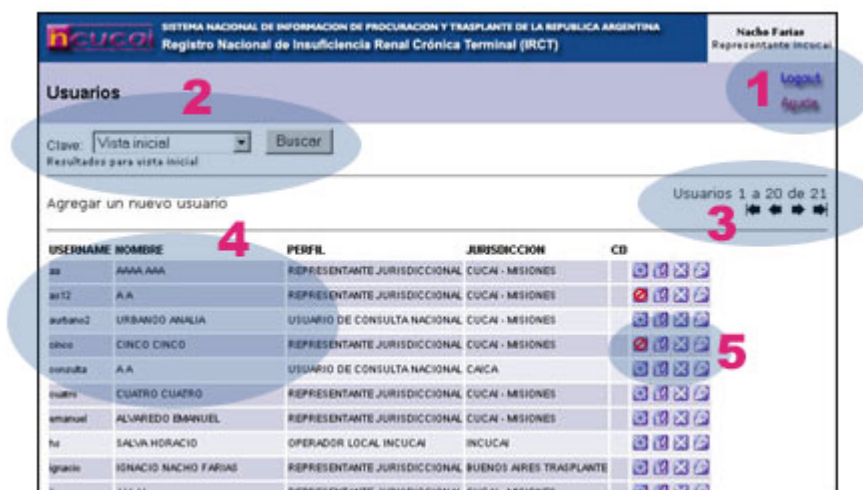 incucai
SISTEMA NACIONAL DE INFORMACION DE PROCURACION Y TRASPLANTE DE LA REPUBLICA ARGENTINA
Registro Nacional de Insuficiencia Renal Crónica Terminal (IRCT)
Nacho Farias
Representante Incucai
Usuarios
2
1
Logout
Ayuda
Clave: Vista inicial Buscar
Resultados para vista inicial
Agregar un nuevo usuario
Usuarios 1 a 20 de 21
3
4
USERNAME NOMBRE PERFIL JURISDICCION CD
aa AAAA AAA REPRESENTANTE JURISDICCIONAL CUCAI - MISIONES
as12 A A REPRESENTANTE JURISDICCIONAL CUCAI - MISIONES
aurbano2 URBANOO ANALIA USUARIO DE CONSULTA NACIONAL CUCAI - MISIONES
cinco CINCO CINCO REPRESENTANTE JURISDICCIONAL CUCAI - MISIONES
5
consulta A A USUARIO DE CONSULTA NACIONAL CAICA
cuatro CUATRO CUATRO REPRESENTANTE JURISDICCIONAL CUCAI - MISIONES
emanuel ALVAREDO EMANUEL REPRESENTANTE JURISDICCIONAL CUCAI - MISIONES
SALVA HORACIO OPERADOR LOCAL INCUCAI INCUCAI
ignacio IGNACIO NACHO FARIAS REPRESENTANTE JURISDICCIONAL BUENOS AIRES TRASPLANTE